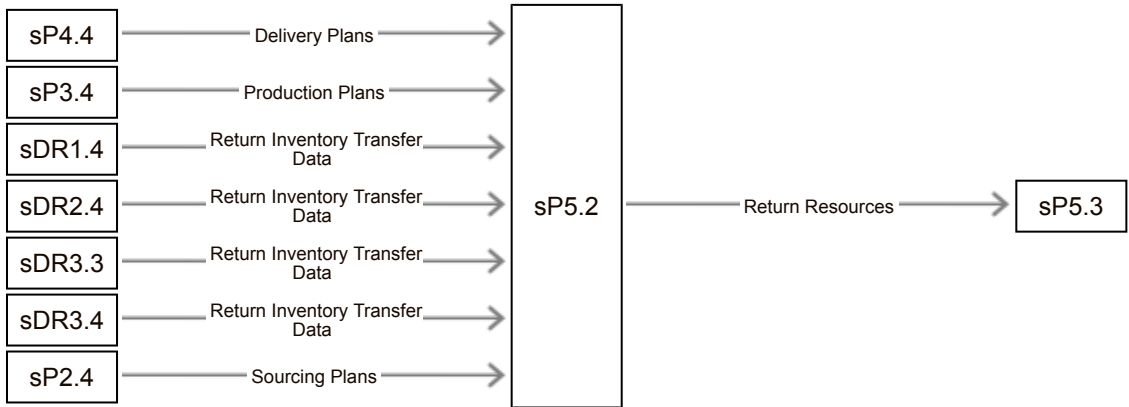 sP4.4
Delivery Plans
sP3.4
Production Plans
sDR1.4
Return Inventory Transfer
Data
sDR2.4
Return Inventory Transfer
Data
sDR3.3
Return Inventory Transfer
Data
sDR3.4
Return Inventory Transfer
Data
sP2.4
Sourcing Plans
sP5.2
Return Resources
sP5.3